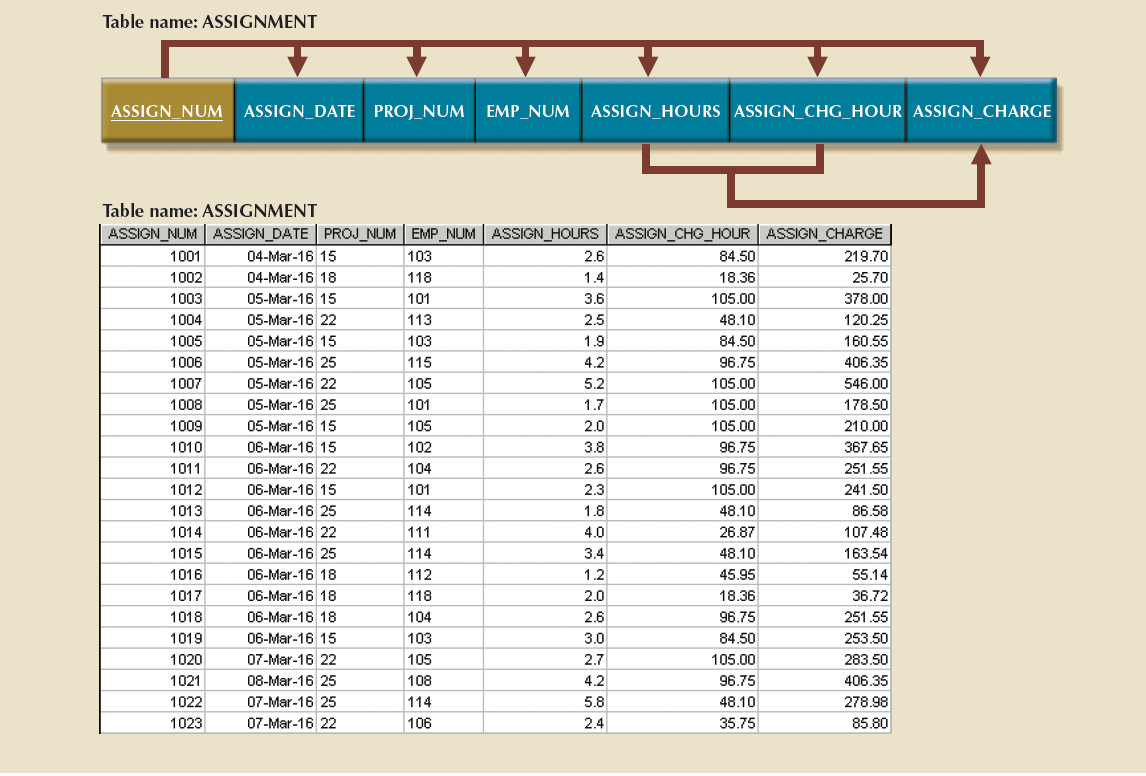 Table name: ASSIGNMENT
ASSIGN_NUM ASSIGN_DATE PROJ_NUM EMP_NUM ASSIGN_HOURS ASSIGN_CHG_HOUR ASSIGN_CHARGE
Table name: ASSIGNMENT
ASSIGN_NUM ASSIGN_DATE PROJ_NUM EMP_NUM ASSIGN_HOURS ASSIGN_CHG_HOUR ASSIGN_CHARGE
1001 04-Mar-16 15 103 2.6 84.50 219.70
1002 04-Mar-16 18 118 1.4 18.36 25.70
1003 05-Mar-16 15 101 3.6 105.00 378.00
1004 05-Mar-16 22 113 2.5 48.10 120.25
1005 05-Mar-16 15 103 1.9 84.50 160.55
1006 05-Mar-16 25 115 4.2 96.75 406.35
1007 05-Mar-16 22 105 5.2 105.00 546.00
1008 05-Mar-16 25 101 1.7 105.00 178.50
1009 05-Mar-16 15 105 2.0 105.00 210.00
1010 06-Mar-16 15 102 3.8 96.75 367.65
1011 06-Mar-16 22 104 2.6 96.75 251.55
1012 06-Mar-16 15 101 2.3 105.00 241.50
1013 06-Mar-16 25 114 1.8 48.10 86.58
1014 06-Mar-16 22 111 4.0 26.87 107.48
1015 06-Mar-16 25 114 3.4 48.10 163.54
1016 06-Mar-16 18 112 1.2 45.95 55.14
1017 06-Mar-16 18 118 2.0 18.36 36.72
1018 06-Mar-16 18 104 2.6 96.75 251.55
1019 06-Mar-16 15 103 3.0 84.50 253.50
1020 07-Mar-16 22 105 2.7 105.00 283.50
1021 08-Mar-16 25 108 4.2 96.75 406.35
1022 07-Mar-16 25 114 5.8 48.10 278.98
1023 07-Mar-16 22 106 2.4 35.75 85.80